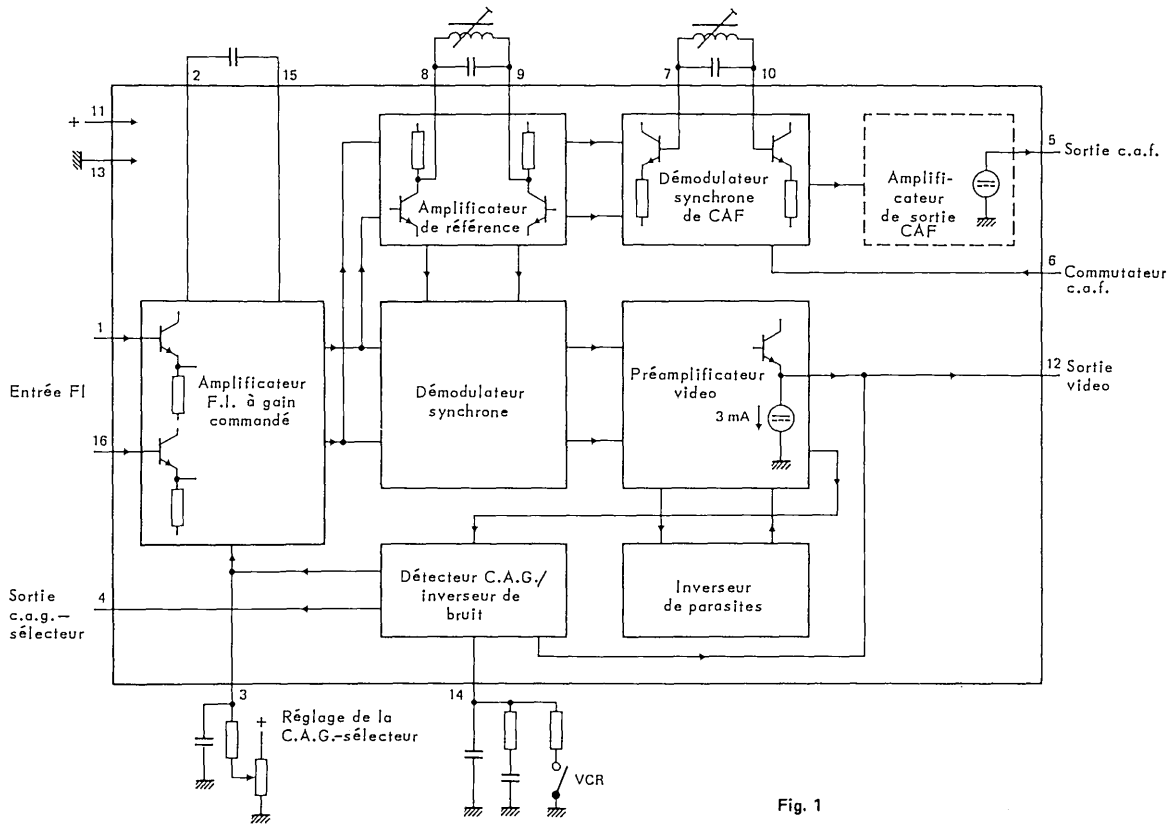 2
15
8
9
7
10
+ 11
13
5
Sortie c.a.f.
Amplifi-
cateur
de sortie
CAF
Amplificateur
de référence
Démodulateur
synchrone
de CAF
6
Commutateur
c.a.f.
1
Entrée FI
16
Amplificateur
F.I. à gain
commandé
Démodulateur
synchrone
Préamplificateur
video
3 mA
12
Sortie
video
Sortie
c.a.g.–
sélecteur
4
Détecteur C.A.G./
inverseur de
bruit
Inverseur
de parasites
3
14
+
Réglage de la
C.A.G.-sélecteur
VCR
Fig. 1